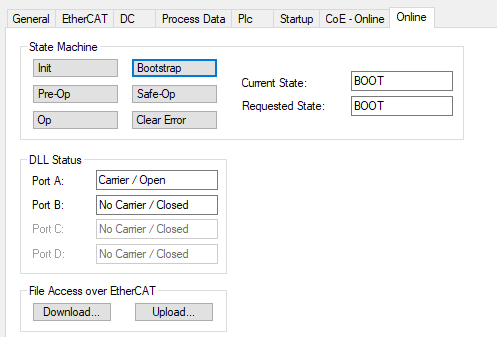 General EtherCAT DC Process Data Plc Startup CoE - Online Online
State Machine
Init Bootstrap
Current State: BOOT
Pre-Op Safe-Op
Requested State: BOOT
Op Clear Error
DLL Status
Port A: Carrier / Open
Port B: No Carrier / Closed
Port C: No Carrier / Closed
Port D: No Carrier / Closed
File Access over EtherCAT
Download... Upload...